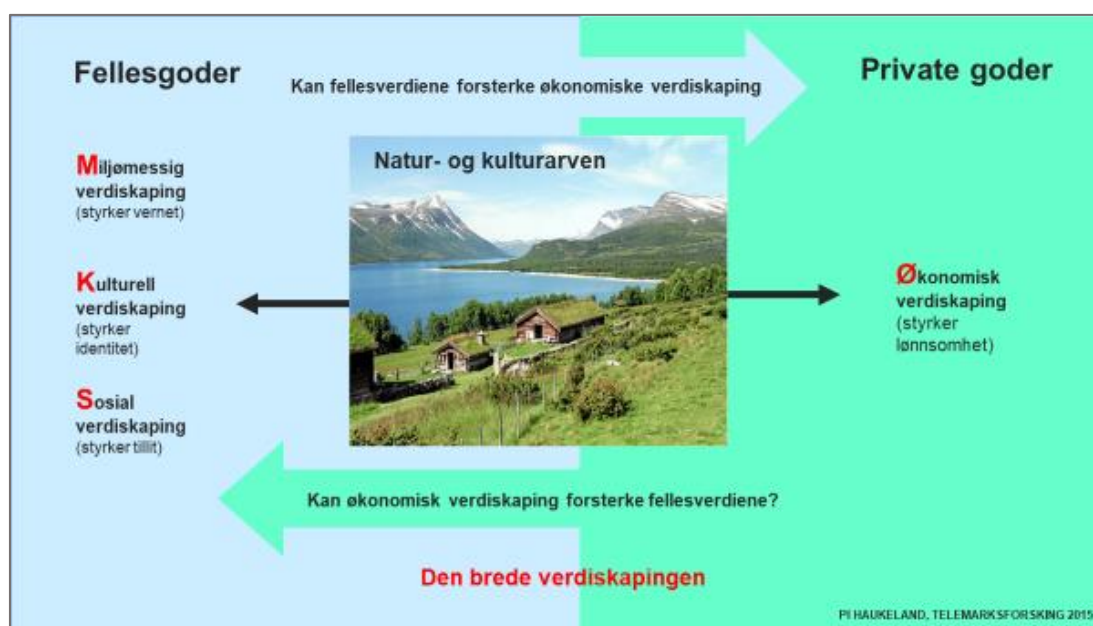 Fellesgoder
Kan fellesverdiene forsterke økonomiske verdiskaping
Private goder
Miljømessig
verdiskaping
(styrker vernet)
Kulturell
verdiskaping
(styrker
identitet)
Sosial
verdiskaping
(styrker tillit)
Natur- og kulturarven
Økonomisk
verdiskaping
(styrker
lønnsomhet)
Kan økonomisk verdiskaping forsterke fellesverdiene?
Den brede verdiskapingen
PI HAUKELAND, TELEMARKSFORSKING 2015